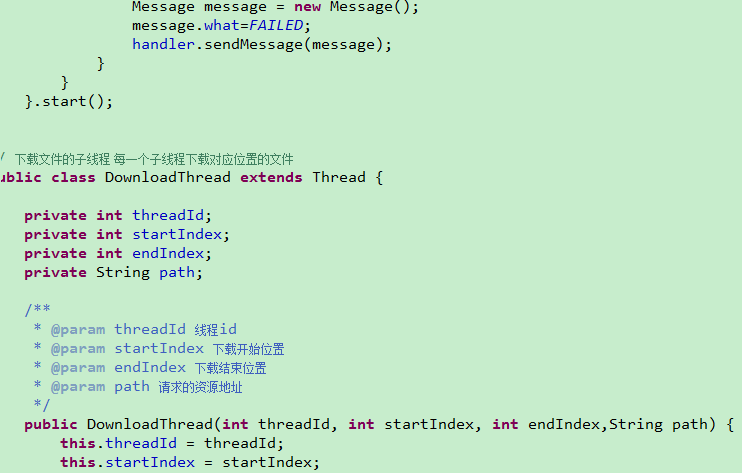 Message message = new Message();
message.what=FAILED;
handler.sendMessage(message);
}
}
}.start();
/ 下载文件的子线程 每一个子线程下载对应位置的文件
ublic class DownloadThread extends Thread {
private int threadId;
private int startIndex;
private int endIndex;
private String path;
/**
* @param threadId 线程id
* @param startIndex 下载开始位置
* @param endIndex 下载结束位置
* @param path 请求的资源地址
*/
public DownloadThread(int threadId, int startIndex, int endIndex,String path) {
this.threadId = threadId;
this.startIndex = startIndex;